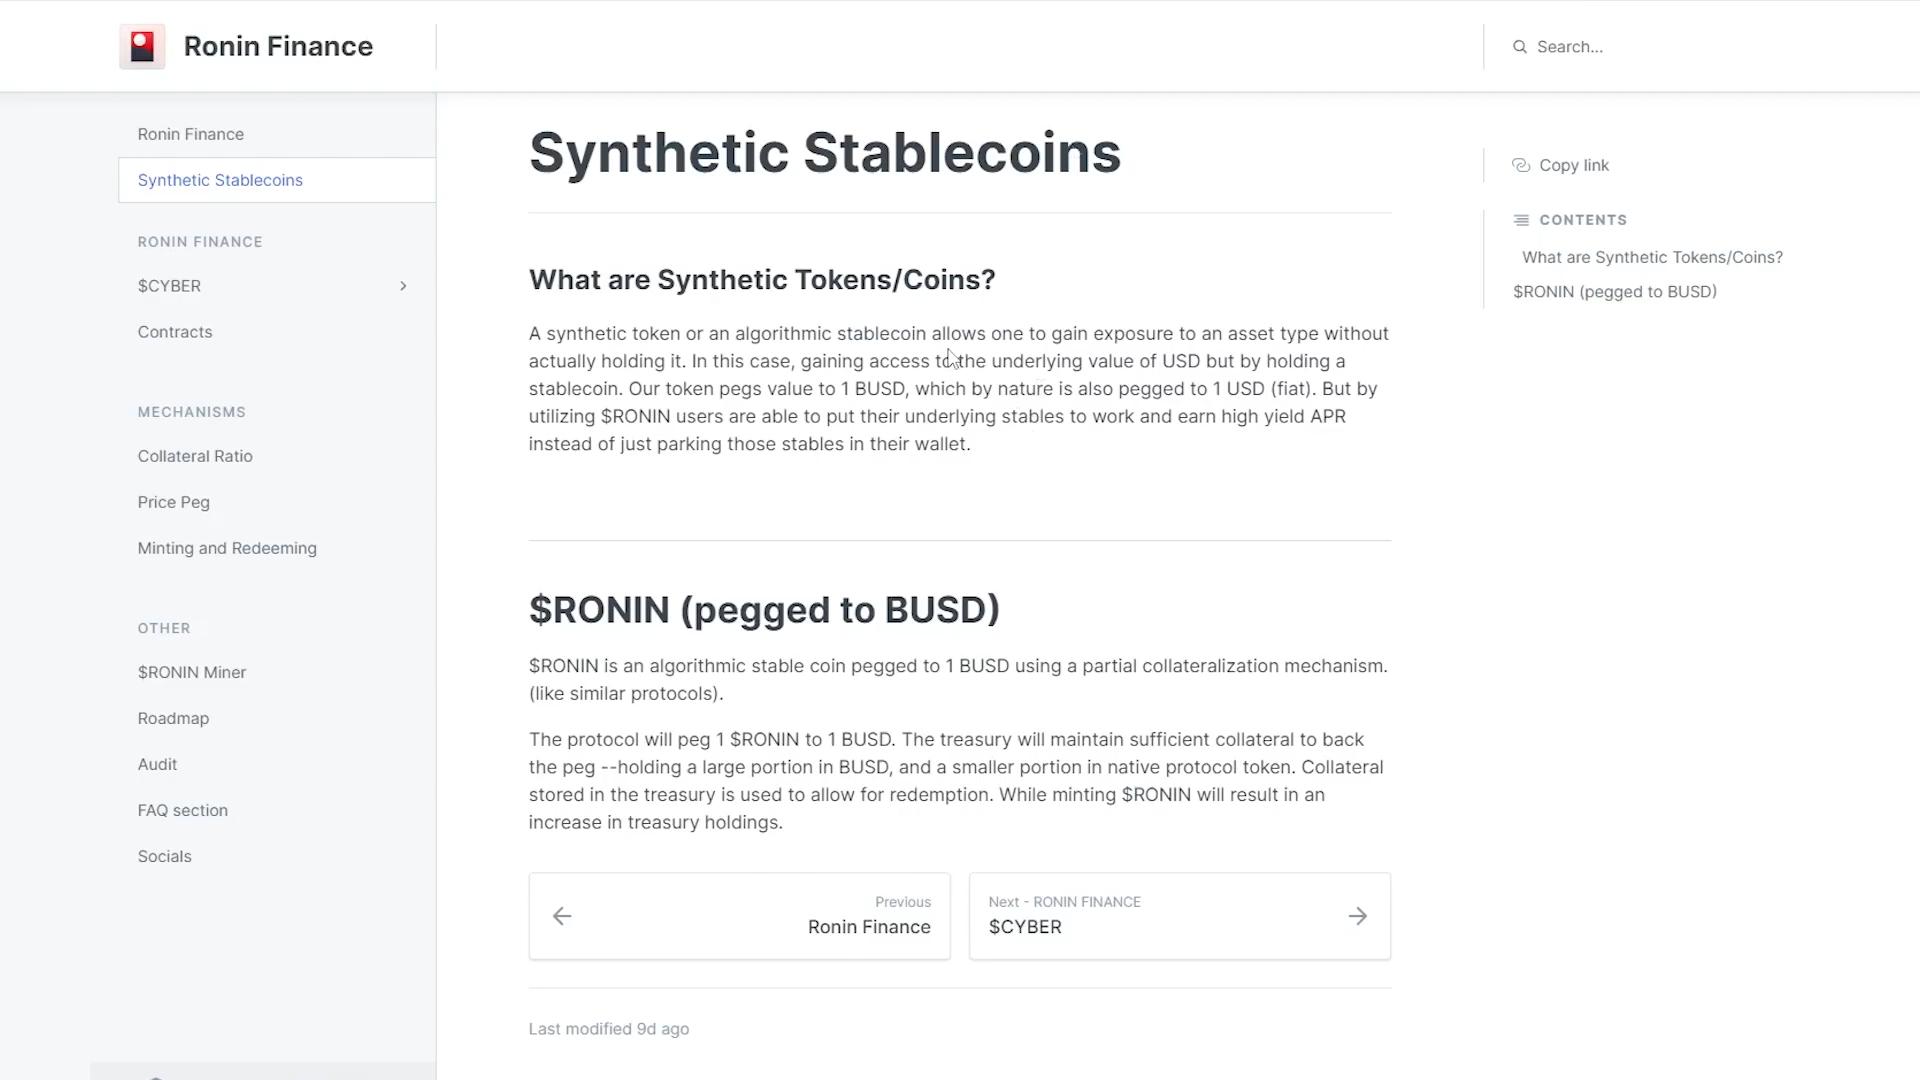 Ronin Finance
Search...
Ronin Finance
Synthetic Stablecoins
RONIN FINANCE
$CYBER
Contracts
MECHANISMS
Collateral Ratio
Price Peg
Minting and Redeeming
OTHER
$RONIN Miner
Roadmap
Audit
FAQ section
Socials
Synthetic Stablecoins
What are Synthetic Tokens/Coins?
A synthetic token or an algorithmic stablecoin allows one to gain exposure to an asset type without
actually holding it. In this case, gaining access to the underlying value of USD but by holding a
stablecoin. Our token pegs value to 1 BUSD, which by nature is also pegged to 1 USD (fiat). But by
utilizing $RONIN users are able to put their underlying stables to work and earn high yield APR
instead of just parking those stables in their wallet.
$RONIN (pegged to BUSD)
$RONIN is an algorithmic stable coin pegged to 1 BUSD using a partial collateralization mechanism.
(like similar protocols).
The protocol will peg 1 $RONIN to 1 BUSD. The treasury will maintain sufficient collateral to back
the peg --holding a large portion in BUSD, and a smaller portion in native protocol token. Collateral
stored in the treasury is used to allow for redemption. While minting $RONIN will result in an
increase in treasury holdings.
Previous
Ronin Finance
Next - RONIN FINANCE
$CYBER
Last modified 9d ago
Copy link
CONTENTS
What are Synthetic Tokens/Coins?
$RONIN (pegged to BUSD)